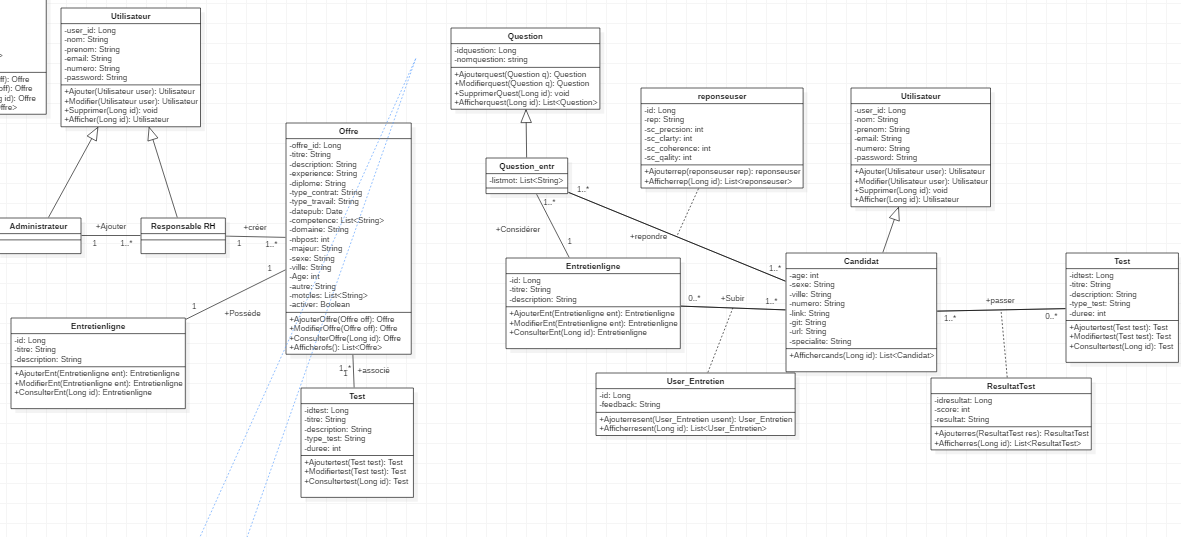 >
ff): Offre
off): Offre
g id): Offre
ffre>
Utilisateur
-user_id: Long
-nom: String
-prenom: String
-email: String
-numero: String
-password: String
+Ajouter(Utilisateur user): Utilisateur
+Modifier(Utilisateur user): Utilisateur
+Supprimer(Long id): void
+Afficher(Long id): Utilisateur
Administrateur
+Ajouter
1
1..*
Responsable RH
+créer
1
1..*
Offre
-offre_id: Long
-titre: String
-description: String
-experience: String
-diplome: String
-type_contrat: String
-type_travail: String
-datepub: Date
-competence: List<String>
-domaine: String
-nbpost: int
-majeur: String
-sexe: String
-ville: String
-Age: int
-autre: String
-motcles: List<String>
-activer: Boolean
+AjouterOffre(Offre off): Offre
+ModifierOffre(Offre off): Offre
+ConsulterOffre(Long id): Offre
+Afficherofs(): List<Offre>
1
1
+Possède
Entretienligne
-id: Long
-titre: String
-description: String
+AjouterEnt(Entretienligne ent): Entretienligne
+ModifierEnt(Entretienligne ent): Entretienligne
+ConsulterEnt(Long id): Entretienligne
1..*
1
+associé
Test
-idtest: Long
-titre: String
-description: String
-type_test: String
-duree: int
+Ajoutertest(Test test): Test
+Modifiertest(Test test): Test
+Consultertest(Long id): Test
Question
-idquestion: Long
-nomquestion: string
+Ajouterquest(Question q): Question
+Modifierquest(Question q): Question
+SupprimerQuest(Long id): void
+Afficherquest(Long id): List<Question>
Question_entr
-listmot: List<String>
1..*
1..*
+Considérer
1
+repondre
1..*
reponseuser
-id: Long
-rep: String
-sc_precsion: int
-sc_clarty: int
-sc_coherence: int
-sc_qality: int
+Ajouterrep(reponseuser rep): reponseuser
+Afficherrep(Long id): List<reponseuser>
Utilisateur
-user_id: Long
-nom: String
-prenom: String
-email: String
-numero: String
-password: String
+Ajouter(Utilisateur user): Utilisateur
+Modifier(Utilisateur user): Utilisateur
+Supprimer(Long id): void
+Afficher(Long id): Utilisateur
Entretienligne
-id: Long
-titre: String
-description: String
+AjouterEnt(Entretienligne ent): Entretienligne
+ModifierEnt(Entretienligne ent): Entretienligne
+ConsulterEnt(Long id): Entretienligne
0..*
+Subir
1..*
Candidat
-age: int
-sexe: String
-ville: String
-numero: String
-link: String
-git: String
-url: String
-specialite: String
+Affichercands(Long id): List<Candidat>
+passer
1..*
0..*
Test
-idtest: Long
-titre: String
-description: String
-type_test: String
-duree: int
+Ajoutertest(Test test): Test
+Modifiertest(Test test): Test
+Consultertest(Long id): Test
User_Entretien
-id: Long
-feedback: String
+Ajouterresent(User_Entretien usent): User_Entretien
+Afficherresent(Long id): List<User_Entretien>
ResultatTest
-idresultat: Long
-score: int
-resultat: String
+Ajouterres(ResultatTest res): ResultatTest
+Afficherres(Long id): List<ResultatTest>